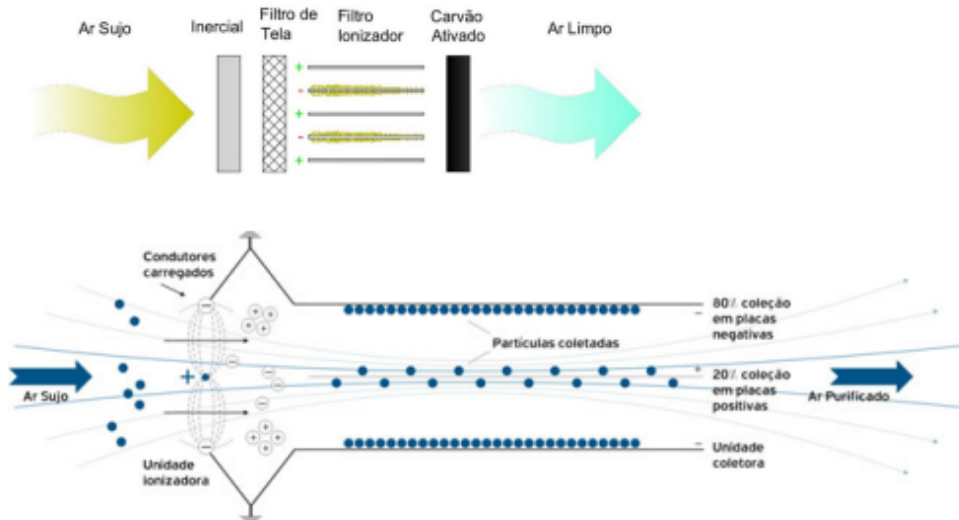 Ar Sujo
Inercial
Filtro de
Tela
Filtro
Ionizador
Carvão
Ativado
Ar Limpo
+
-
+
-
+
Condutores
carregados
80% coleção
em placas
negativas
Partículas coletadas
20% coleção
em placas
positivas
Ar Sujo
Ar Purificado
Unidade
ionizadora
Unidade
coletora